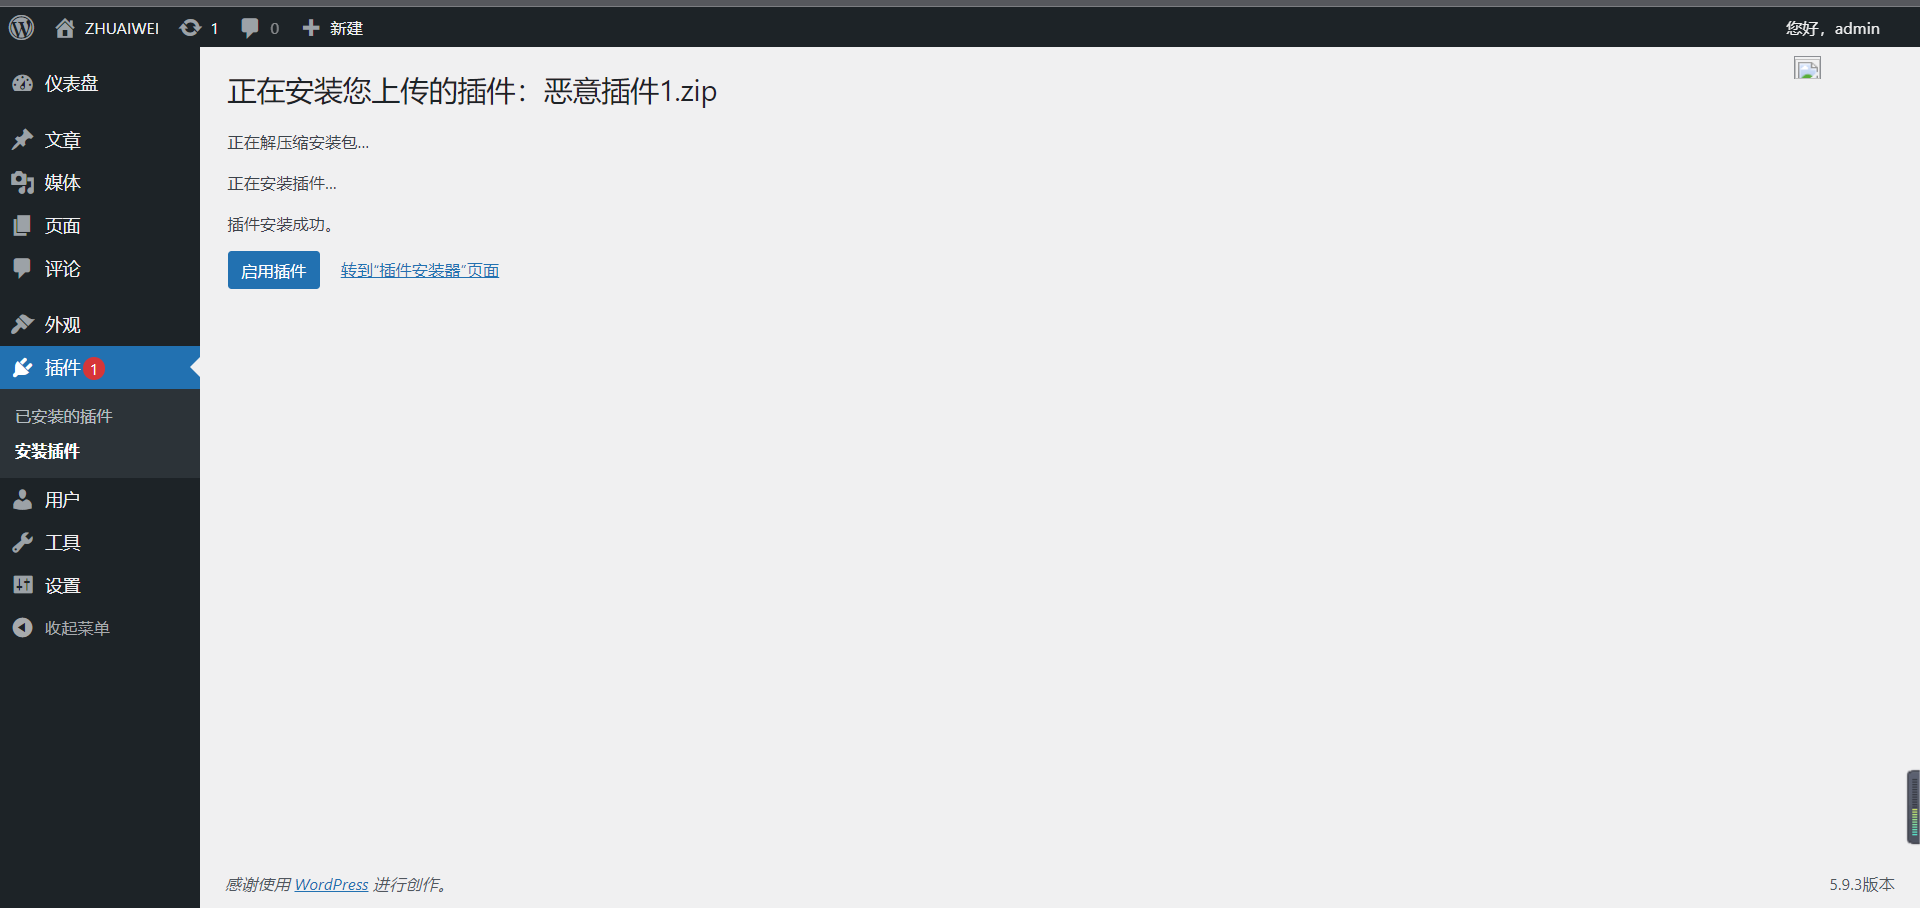 ZHUAIWEI 1 0 新建 您好，admin
仪表盘
文章
媒体
页面
评论
外观
插件 1
已安装的插件
安装插件
用户
工具
设置
收起菜单
正在安装您上传的插件：恶意插件1.zip
正在解压缩安装包…
正在安装插件…
插件安装成功。
启用插件 转到“插件安装器”页面
感谢使用 WordPress 进行创作。 5.9.3版本